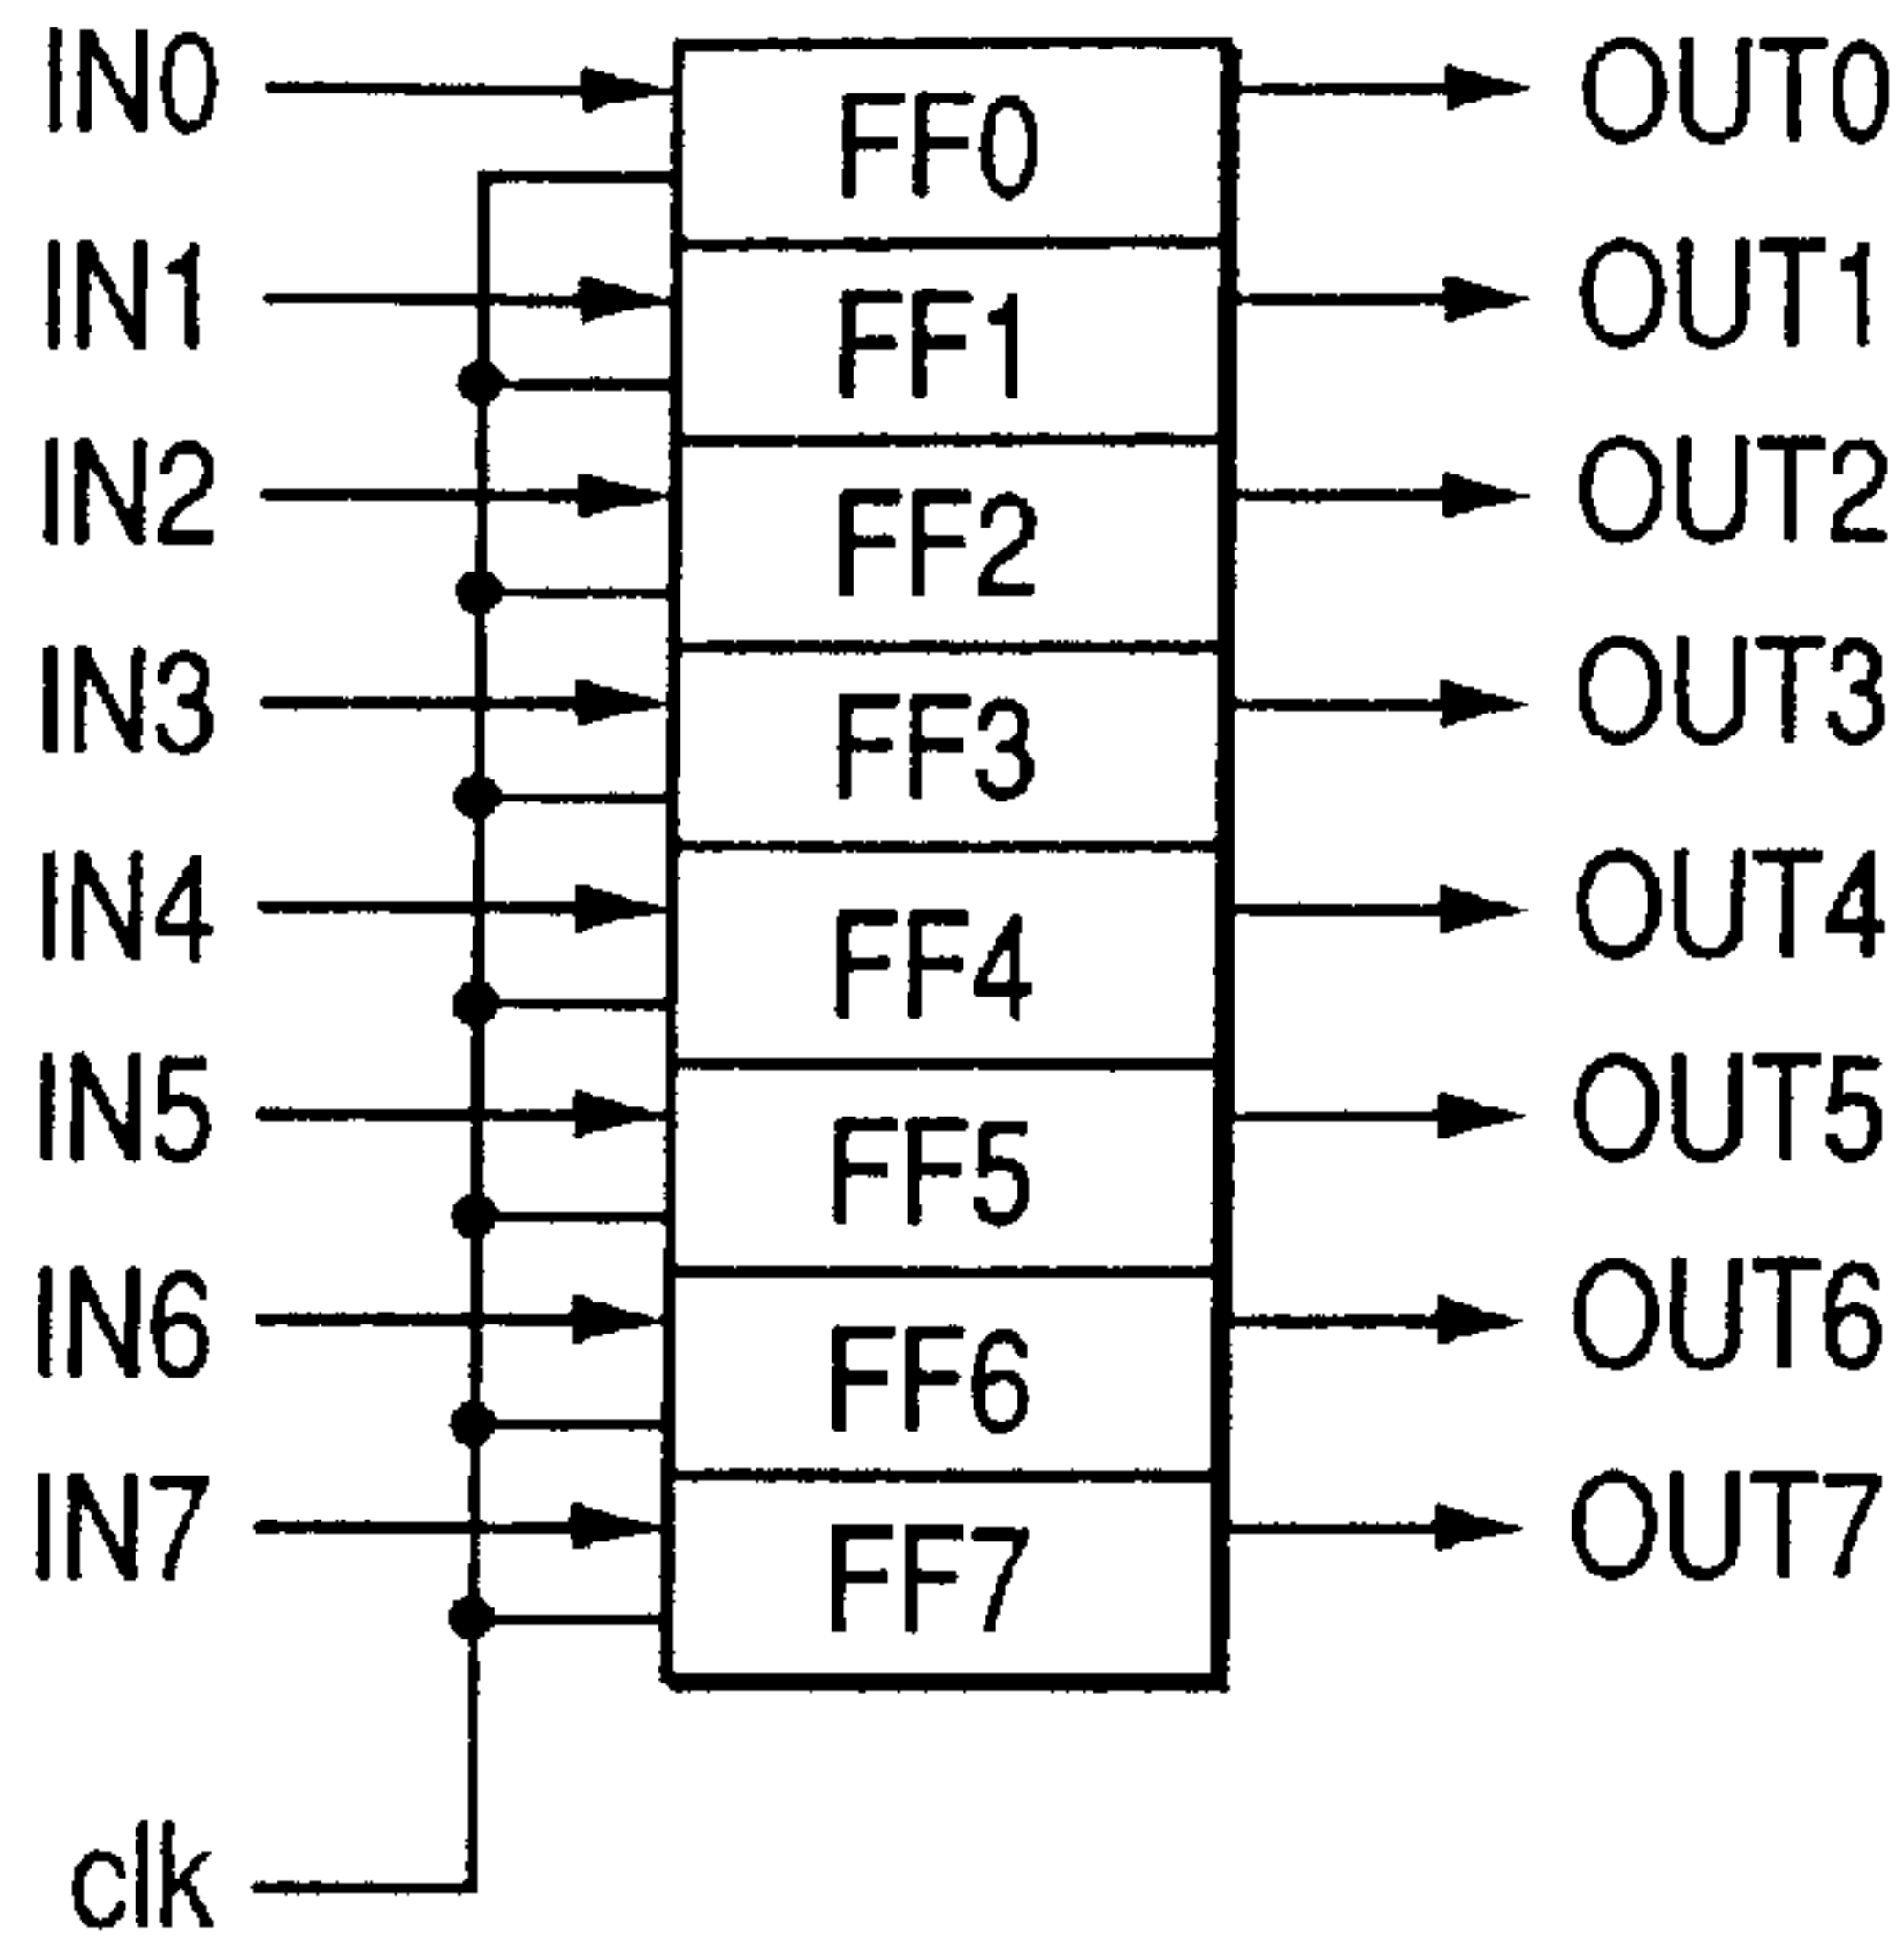 IN0 FF0 OUT0
IN1 FF1 OUT1
IN2 FF2 OUT2
IN3 FF3 OUT3
IN4 FF4 OUT4
IN5 FF5 OUT5
IN6 FF6 OUT6
IN7 FF7 OUT7
clk